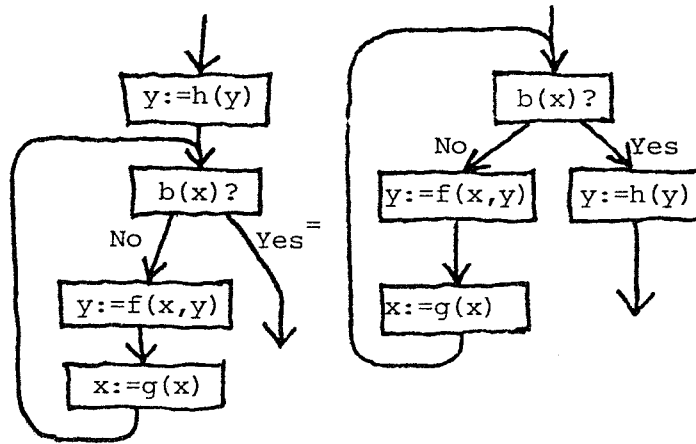 y:=h(y)
b(x)?
No
Yes
y:=f(x,y)
x:=g(x)
=
b(x)?
No
Yes
y:=f(x,y)
y:=h(y)
x:=g(x)